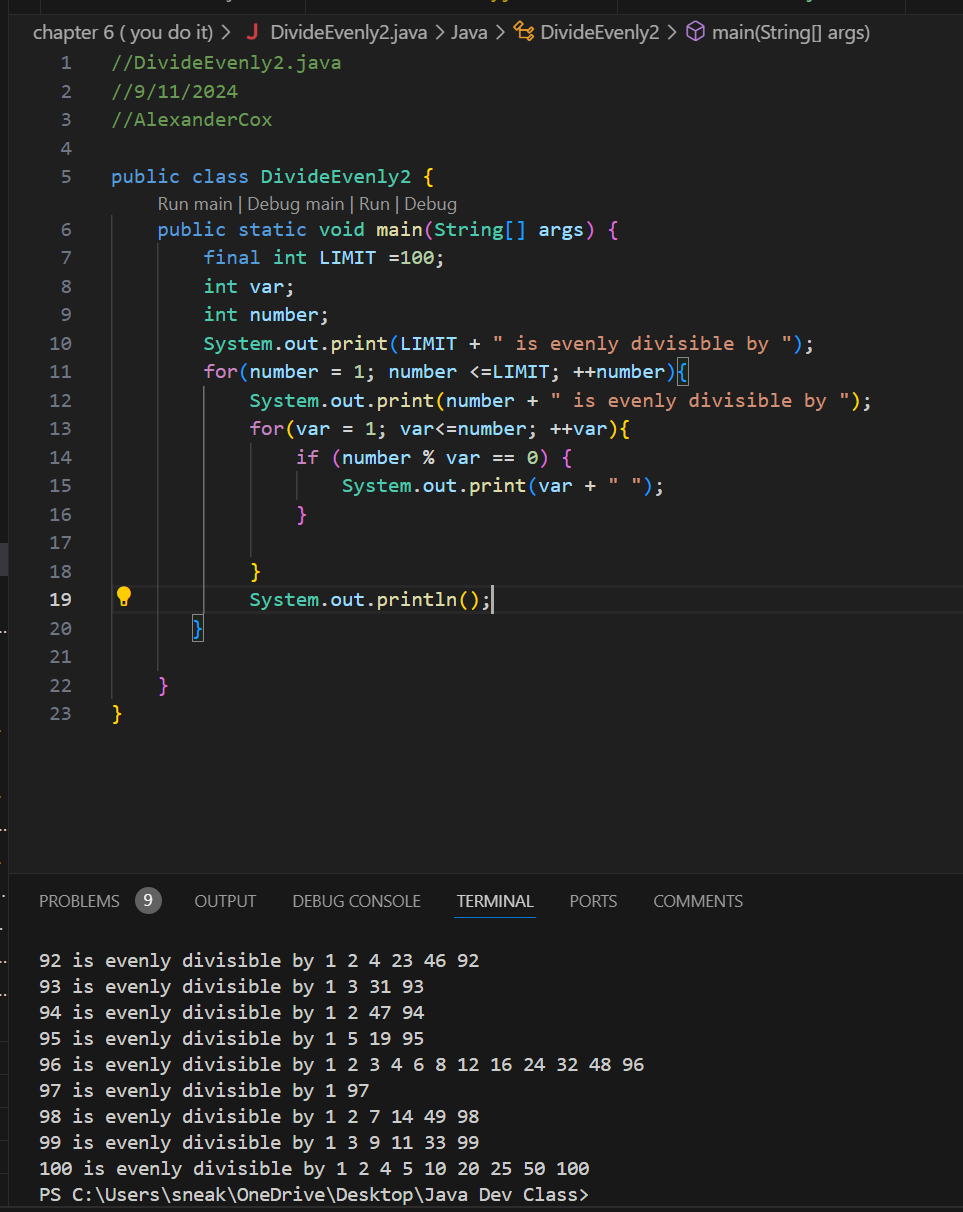 chapter 6 ( you do it) > J DivideEvenly2.java > Java > DivideEvenly2 > main(String[] args)
1 //DivideEvenly2.java
2 //9/11/2024
3 //AlexanderCox
4
5 public class DivideEvenly2 {
Run main | Debug main | Run | Debug
6 public static void main(String[] args) {
7 final int LIMIT =100;
8 int var;
9 int number;
10 System.out.print(LIMIT + " is evenly divisible by ");
11 for(number = 1; number <=LIMIT; ++number){
12 System.out.print(number + " is evenly divisible by ");
13 for(var = 1; var<=number; ++var){
14 if (number % var == 0) {
15 System.out.print(var + " ");
16 }
17
18 }
19 System.out.println();
20 }
21
22 }
23 }
PROBLEMS 9 OUTPUT DEBUG CONSOLE TERMINAL PORTS COMMENTS
92 is evenly divisible by 1 2 4 23 46 92
93 is evenly divisible by 1 3 31 93
94 is evenly divisible by 1 2 47 94
95 is evenly divisible by 1 5 19 95
96 is evenly divisible by 1 2 3 4 6 8 12 16 24 32 48 96
97 is evenly divisible by 1 97
98 is evenly divisible by 1 2 7 14 49 98
99 is evenly divisible by 1 3 9 11 33 99
100 is evenly divisible by 1 2 4 5 10 20 25 50 100
PS C:\Users\sneak\OneDrive\Desktop\Java Dev Class>